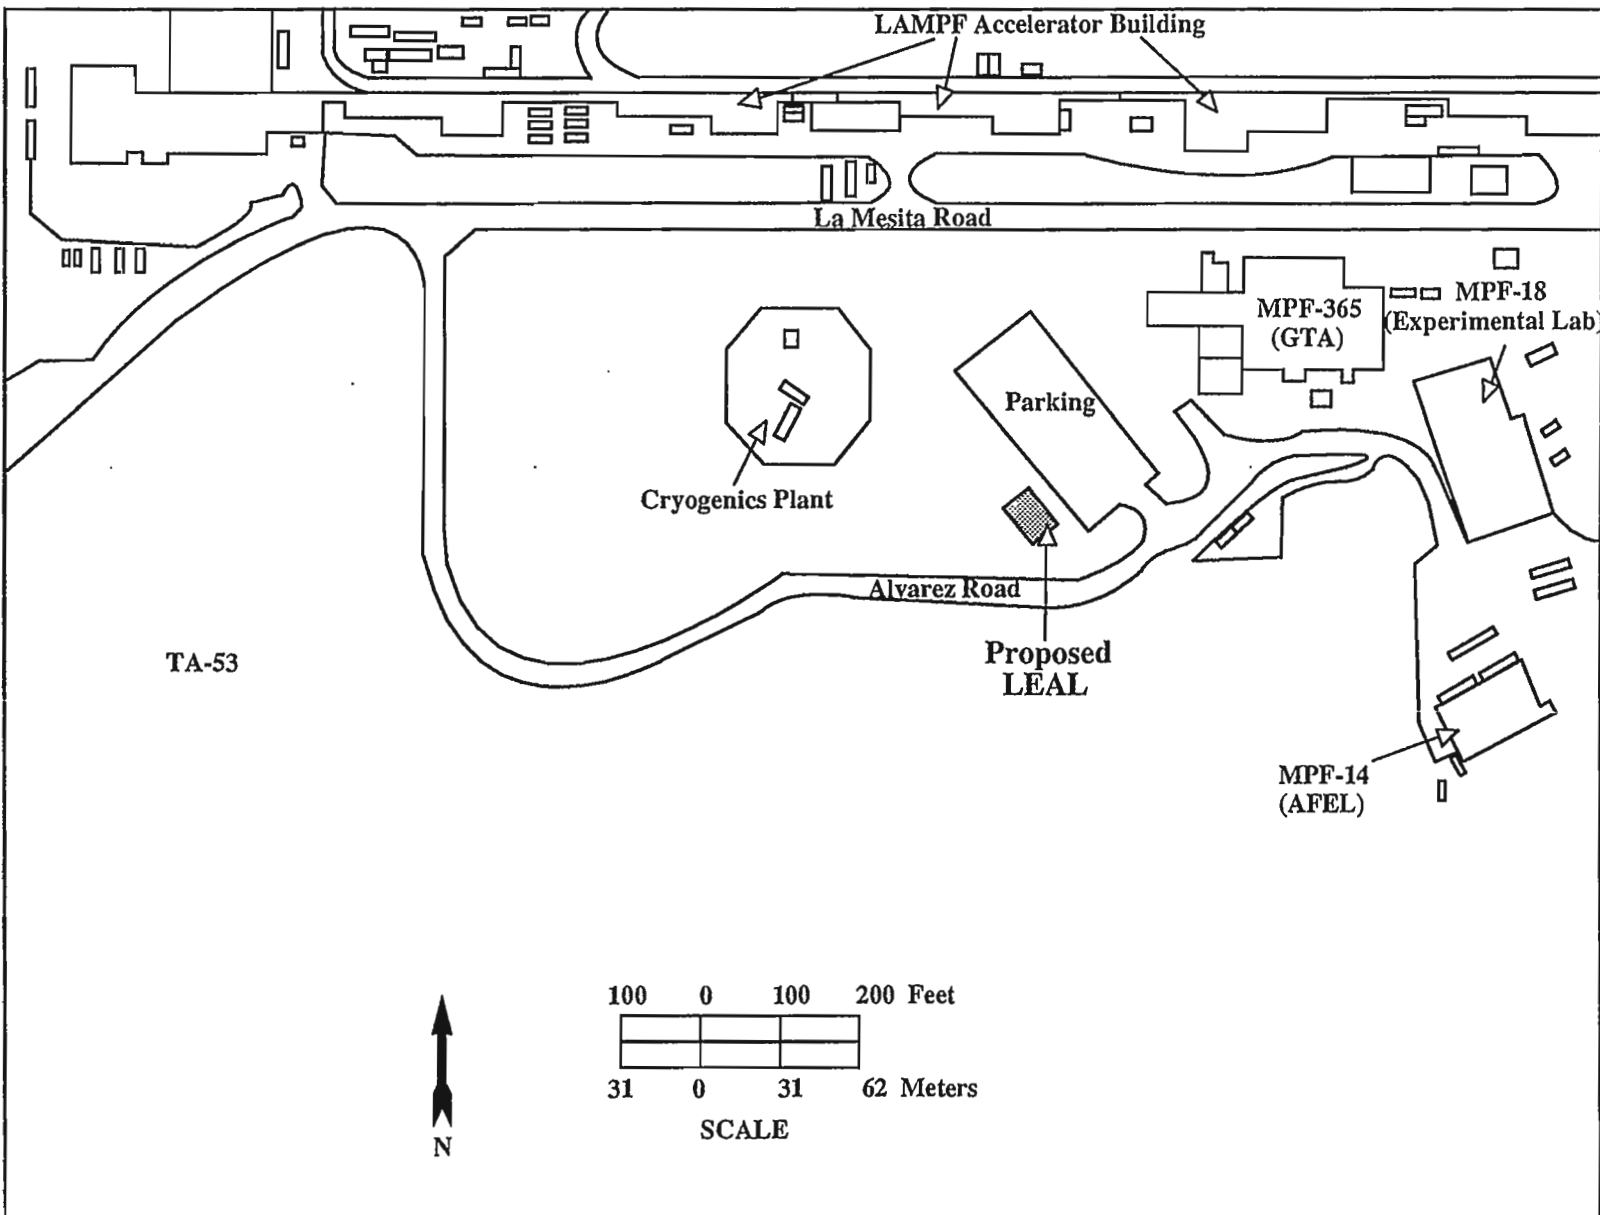 LAMPF Accelerator Building
La Mesita Road
MPF-365
(GTA)
MPF-18
(Experimental Lab)
Parking
Cryogenics Plant
Alvarez Road
Proposed
LEAL
TA-53
MPF-14
(AFEL)
100 0 100 200 Feet
31 0 31 62 Meters
SCALE
N